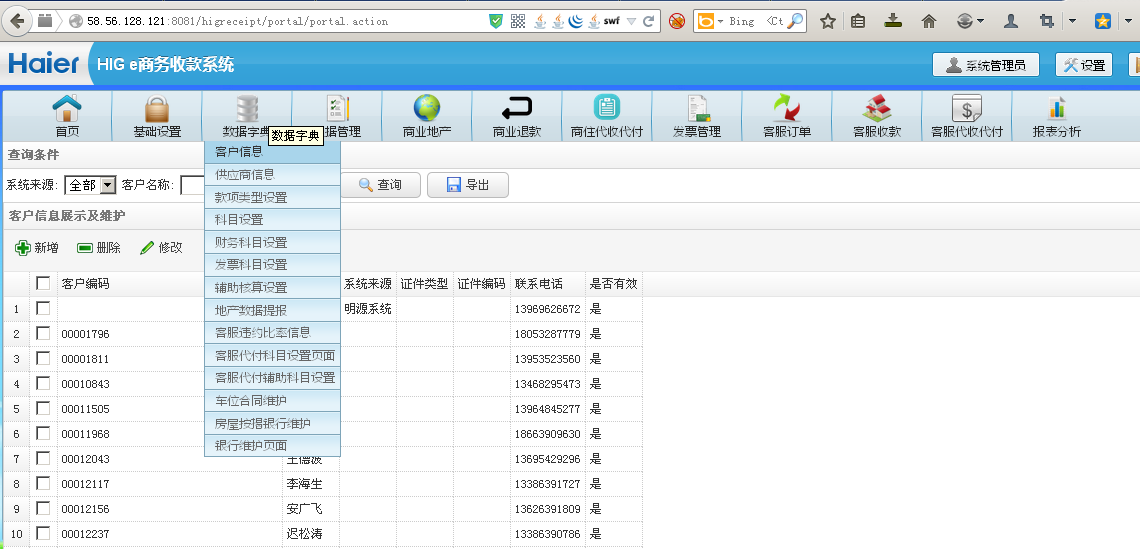 58.56.128.121:8081/higreceipt/portal/portal.action
swf
Bing <Ct
Haier HIG e商务收款系统 系统管理员 设置
首页 基础设置 数据字典 据管理 商业地产 商业退款 商住代收代付 发票管理 客服订单 客服收款 客服代收代付 报表分析
数据字典
查询条件
客户信息
供应商信息
款项类型设置
科目设置
财务科目设置
发票科目设置
辅助核算设置
地产数据提报
客服违约比率信息
客服代付科目设置页面
客服代付辅助科目设置
车位合同维护
房屋按揭银行维护
银行维护页面
系统来源: 全部 客户名称: 查询 导出
客户信息展示及维护
新增 删除 修改
客户编码 系统来源 证件类型 证件编码 联系电话 是否有效
1 明源系统 13969626672 是
2 00001796 18053287779 是
3 00001811 13953523560 是
4 00010843 13468295473 是
5 00011505 13964845277 是
6 00011968 18663909630 是
7 00012043 王德波 13695429296 是
8 00012117 李海生 13386391727 是
9 00012156 安广飞 13626391809 是
10 00012237 迟松涛 13386390786 是